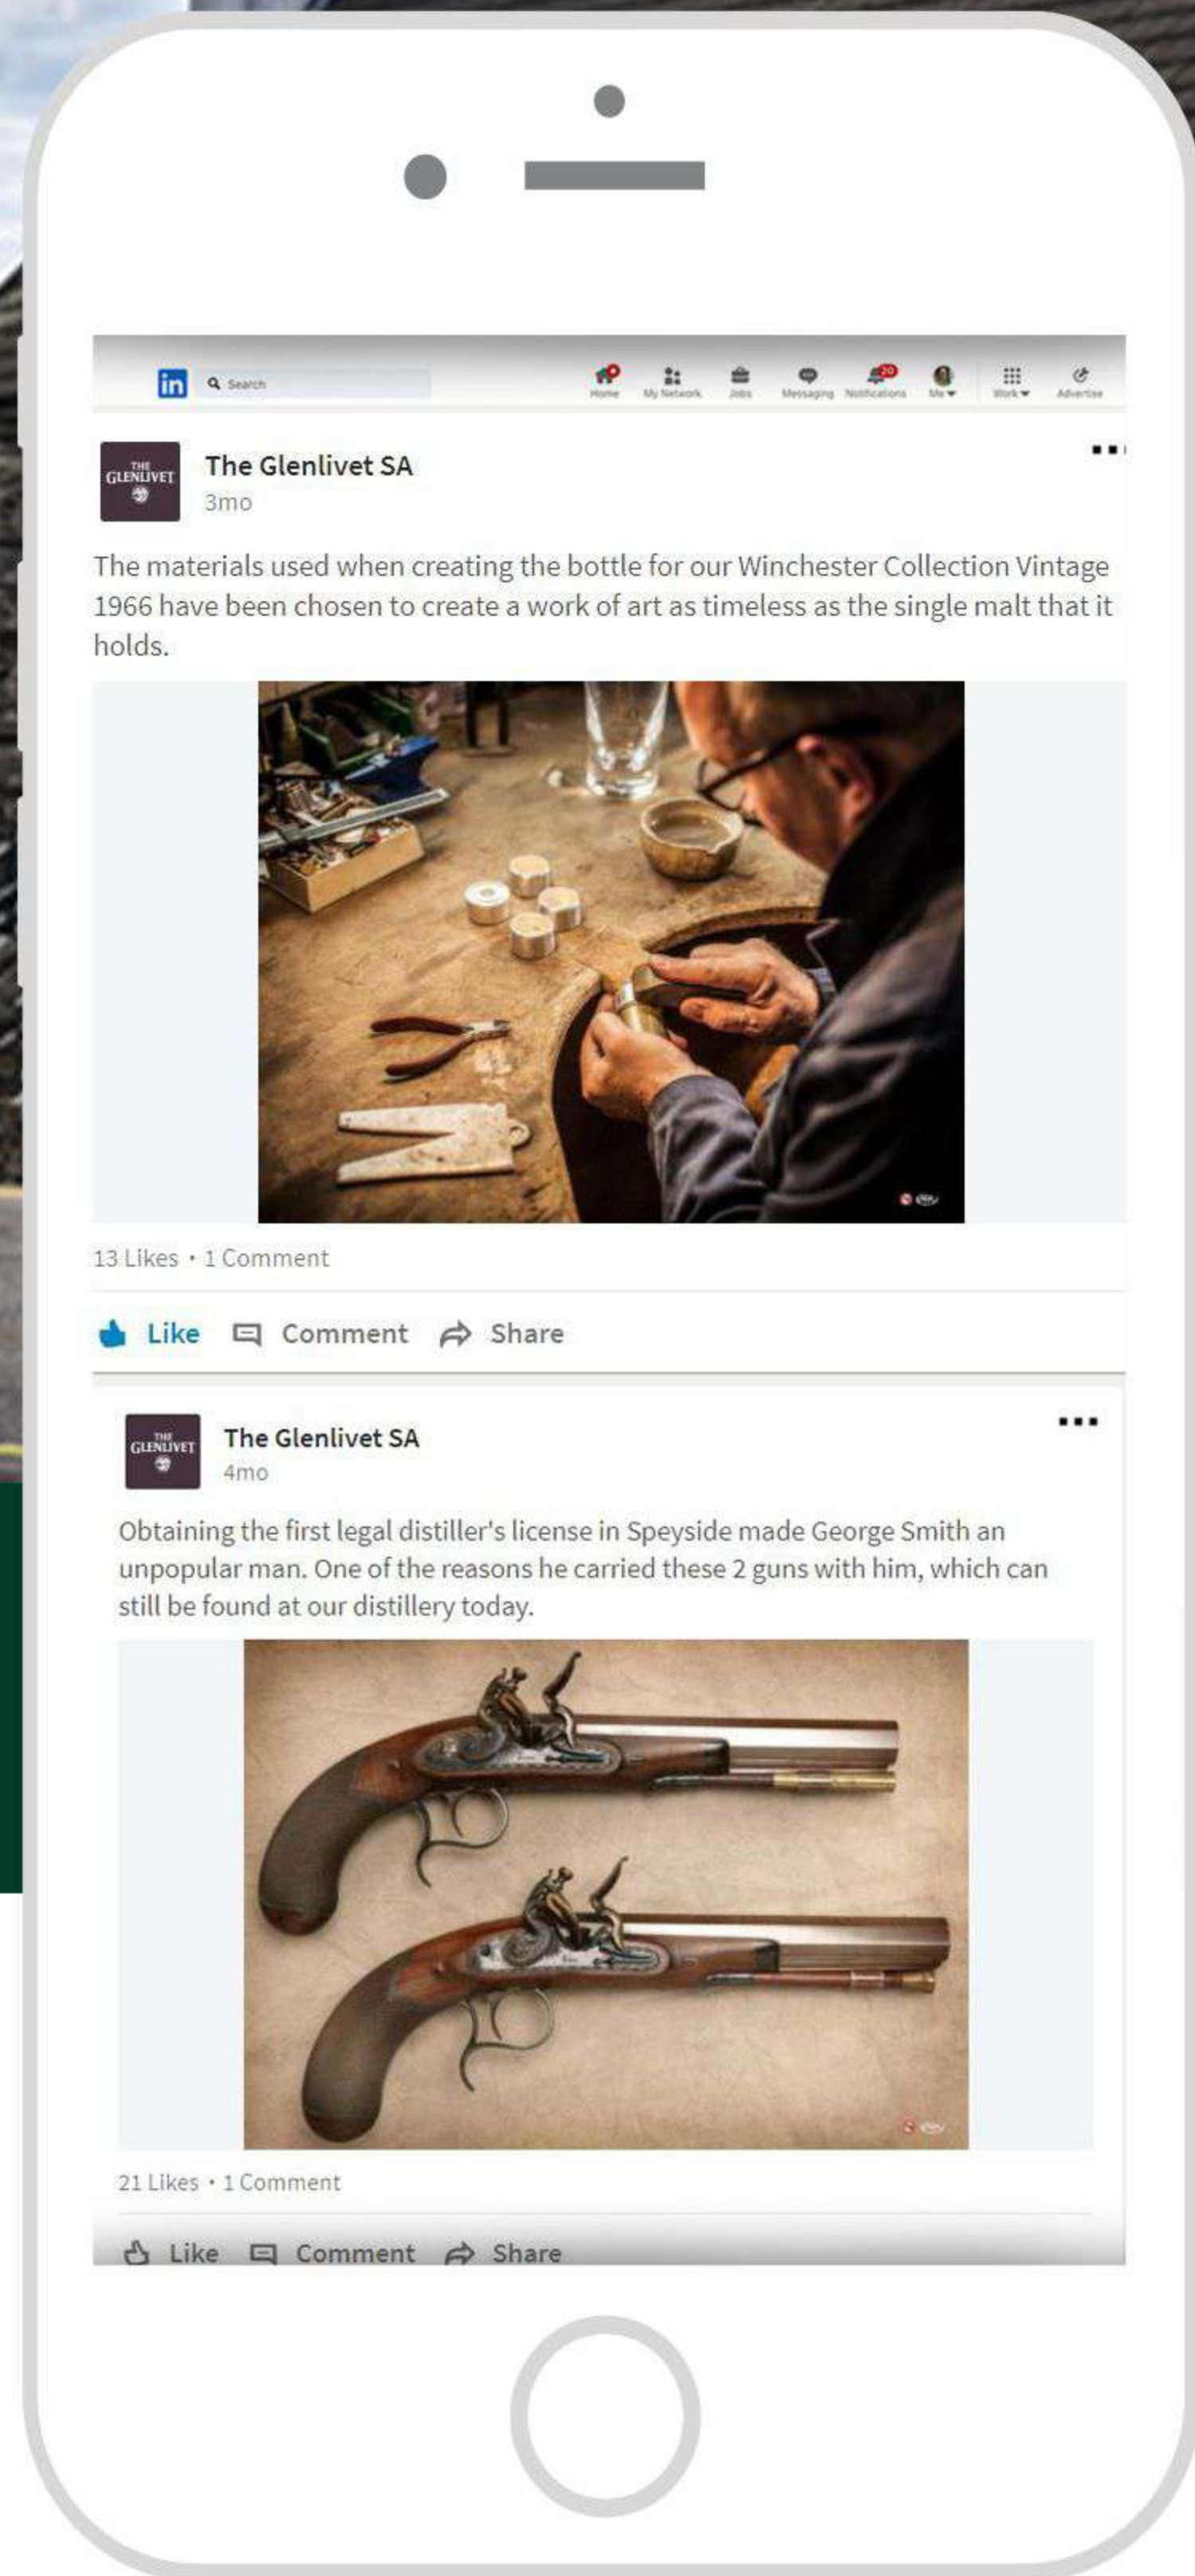 in
Search
Home
My Network
Jobs
Messaging
20
Notifications
Me
Work
Advertise
THE
GLENLIVET
The Glenlivet SA
3mo
The materials used when creating the bottle for our Winchester Collection Vintage
1966 have been chosen to create a work of art as timeless as the single malt that it
holds.
13 Likes • 1 Comment
Like Comment Share
THE
GLENLIVET
The Glenlivet SA
4mo
Obtaining the first legal distiller's license in Speyside made George Smith an
unpopular man. One of the reasons he carried these 2 guns with him, which can
still be found at our distillery today.
21 Likes • 1 Comment
Like Comment Share